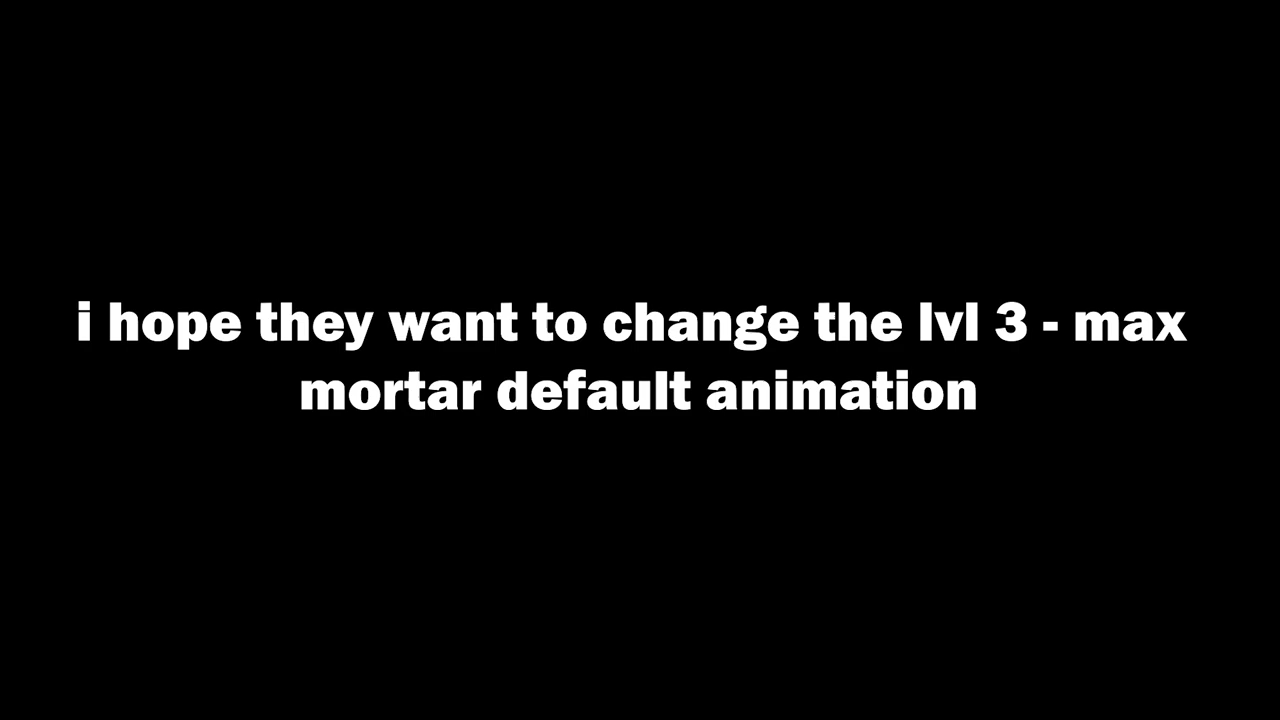 i hope they want to change the lvl 3 - max
mortar default animation